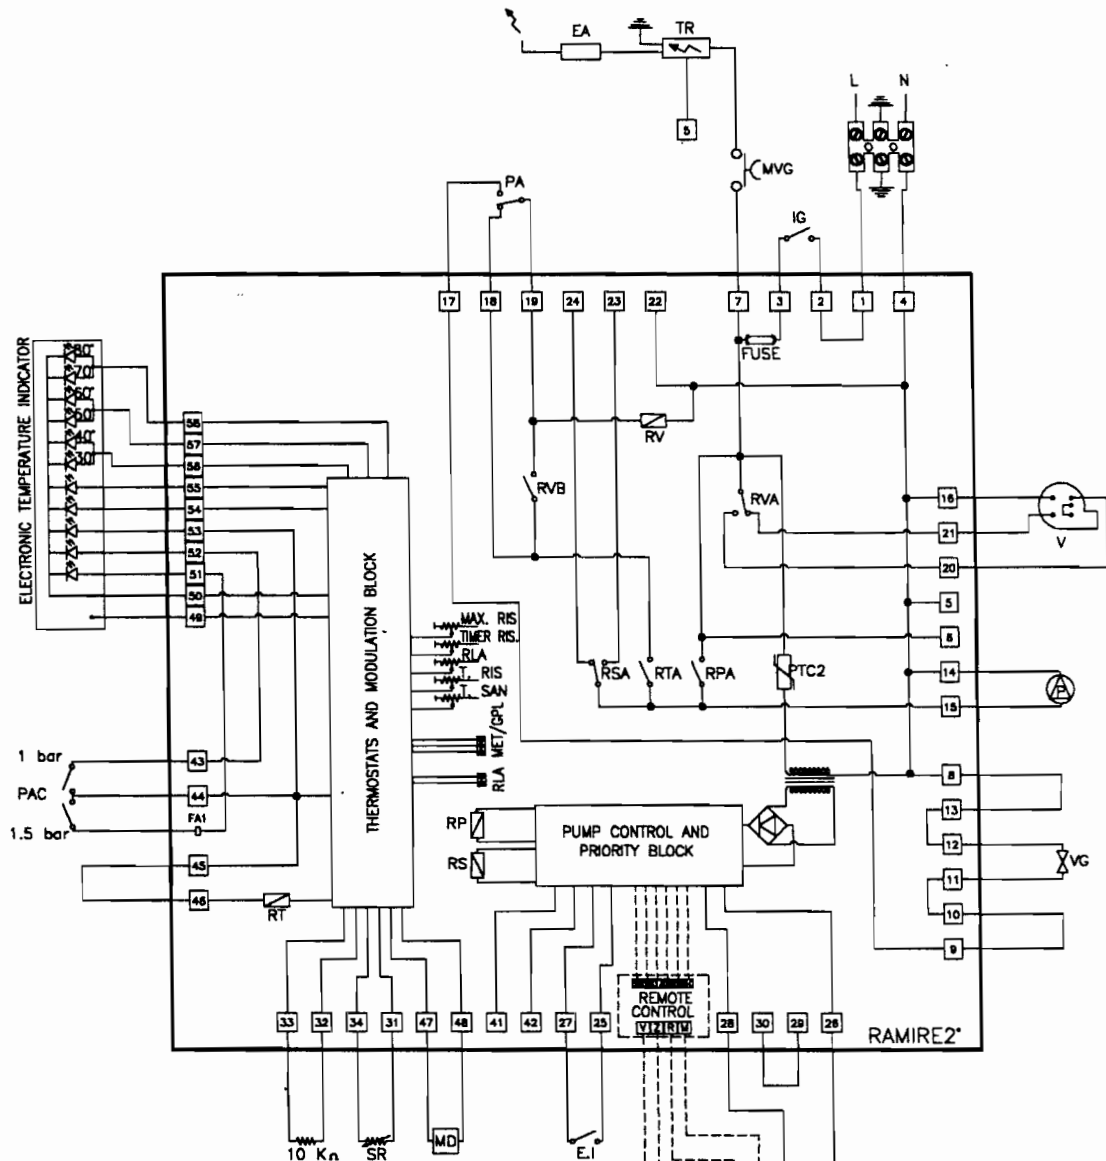 EA
TR
L N
5
MVG
PA
IG
17 18 19 24 23 22 7 3 2 1 4
FUSE
ELECTRONIC TEMPERATURE INDICATOR
80°
70°
60°
50°
40°
30°
RV
57
55
54
53
52
51
50
49
RVB
RVA
16
21
V
20
5
6
14
15
P
THERMOSTATS AND MODULATION BLOCK
MAX. RIS
TIMER RIS.
RLA
T. RIS
T. SAN
RSA RTA RPA
PTC2
RLA MET/GPL
1 bar
43
PAC
44
FA1
1.5 bar
45
46
RT
8
13
12
11
10
9
VG
RP
RS
PUMP CONTROL AND
PRIORITY BLOCK
REMOTE
CONTROL
Y Z R W
33 32 34 31 47 48 41 42 27 25 28 30 29 26
RAMIRE2°
10 KΩ
SR
MD
E.I